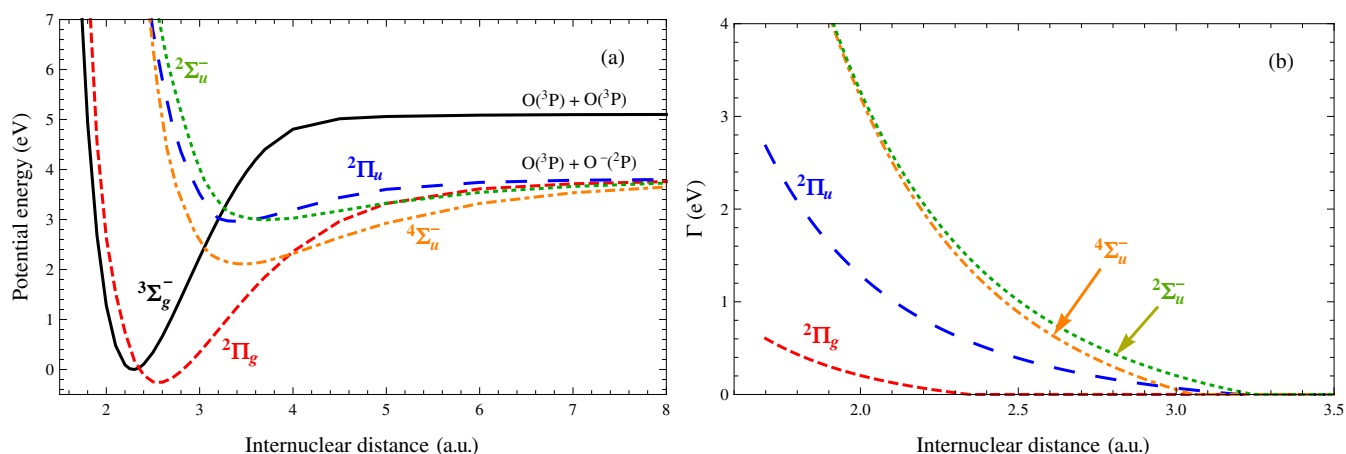 (a)
²Σᵤ⁻
O(³P) + O(³P)
²Πᵤ
O(³P) + O⁻(²P)
⁴Σᵤ⁻
³Σg⁻
²Πg
Potential energy (eV)
7
6
5
4
3
2
1
0
2 3 4 5 6 7 8
Internuclear distance (a.u.)
(b)
²Πᵤ
⁴Σᵤ⁻
²Σᵤ⁻
²Πg
Γ (eV)
4
3
2
1
0
2.0 2.5 3.0 3.5
Internuclear distance (a.u.)